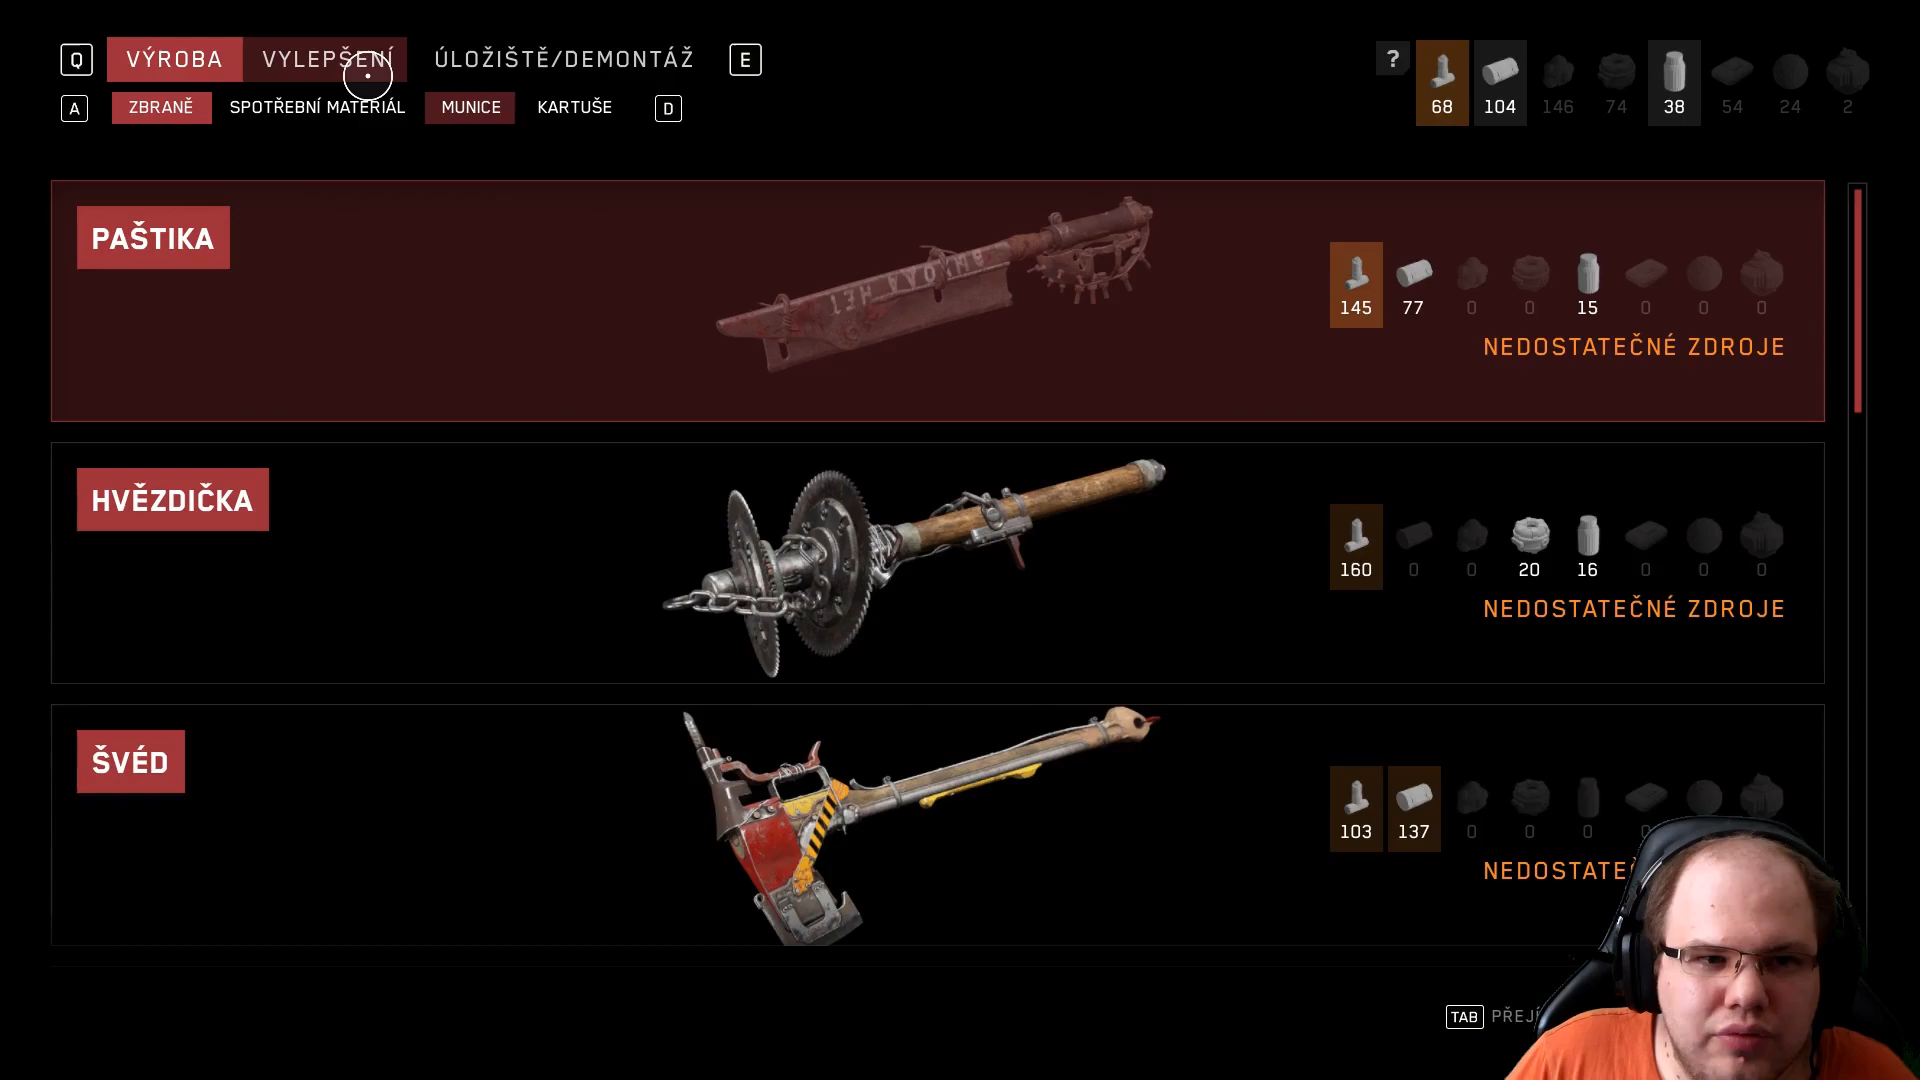 Q VÝROBA VYLEPŠENÍ ÚLOŽIŠTĚ/DEMONTÁŽ E
A ZBRANĚ SPOTŘEBNÍ MATERIÁL MUNICE KARTUŠE D
?
68 104 146 74 38 54 24 2
PAŠTIKA
145 77 0 0 15 0 0 0
NEDOSTATEČNÉ ZDROJE
HVĚZDIČKA
160 0 0 20 16 0 0 0
NEDOSTATEČNÉ ZDROJE
ŠVÉD
103 137 0 0 0 0
TAB